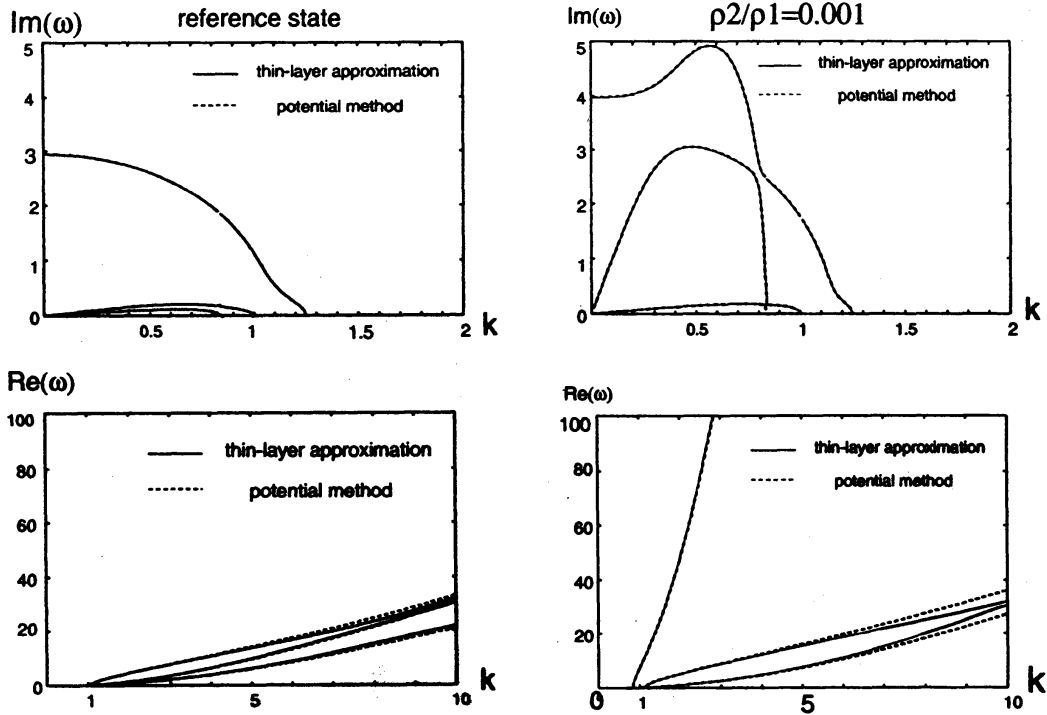 Im(ω)
reference state
5
4
3
2
1
0
thin-layer approximation
potential method
0.5
1
1.5
2
k
Im(ω)
ρ2/ρ1=0.001
5
4
3
2
1
0
thin-layer approximation
potential method
0.5
1
1.5
2
k
Re(ω)
100
80
60
40
20
0
thin-layer approximation
potential method
1
5
10
k
Re(ω)
100
80
60
40
20
thin-layer approximation
potential method
0
1
5
10
k